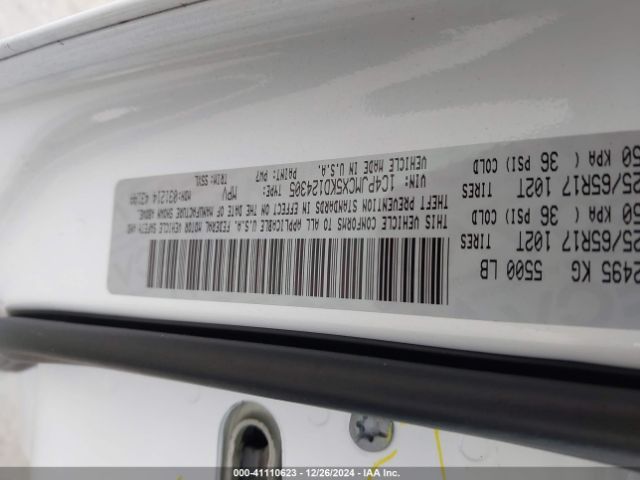 2495 KG
5500 LB
25/65R17 102T
TIRES
50 KPA ( 36 PSI) COLD
25/65R17 102T
TIRES
50 KPA ( 36 PSI) COLD
THIS VEHICLE CONFORMS TO ALL APPLICABLE U.S.A. FEDERAL MOTOR VEHICLE SAFETY AND
THEFT PREVENTION STANDARDS IN EFFECT ON THE DATE OF MANUFACTURE SHOWN ABOVE.
VIN: 1C4PJMCX5KD124305 TYPE: MPV
VEHICLE MADE IN U.S.A. PAINT: PW7 TRIM: S5XL
000-41110623 - 12/26/2024 - IAA Corp.